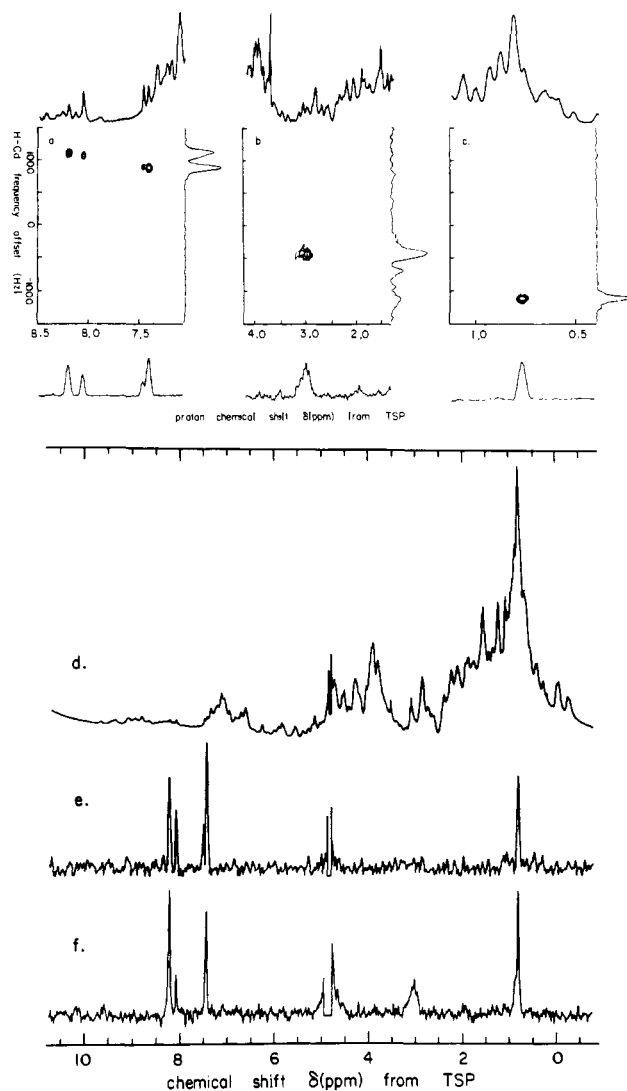 a
b
c.
H-Cd frequency offset (Hz)
1000
0
-1000
8.5
8.0
7.5
4.0
3.0
2.0
1.0
0.5
proton chemical shift δ(ppm) from TSP
d.
e.
f.
10
8
6
4
2
0
chemical shift δ(ppm) from TSP